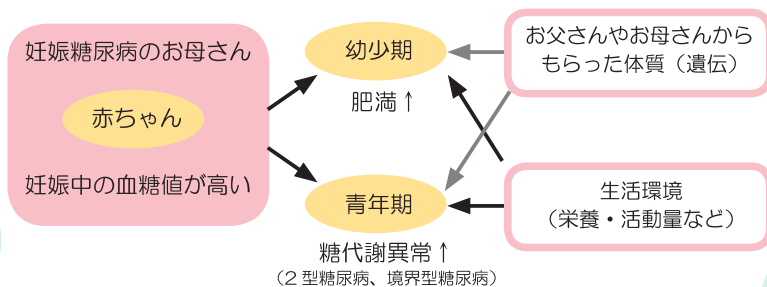 妊娠糖尿病のお母さん
赤ちゃん
妊娠中の血糖値が高い
幼少期
肥満↑
青年期
糖代謝異常↑
（2型糖尿病、境界型糖尿病）
お父さんやお母さんから
もらった体質（遺伝）
生活環境
（栄養・活動量など）